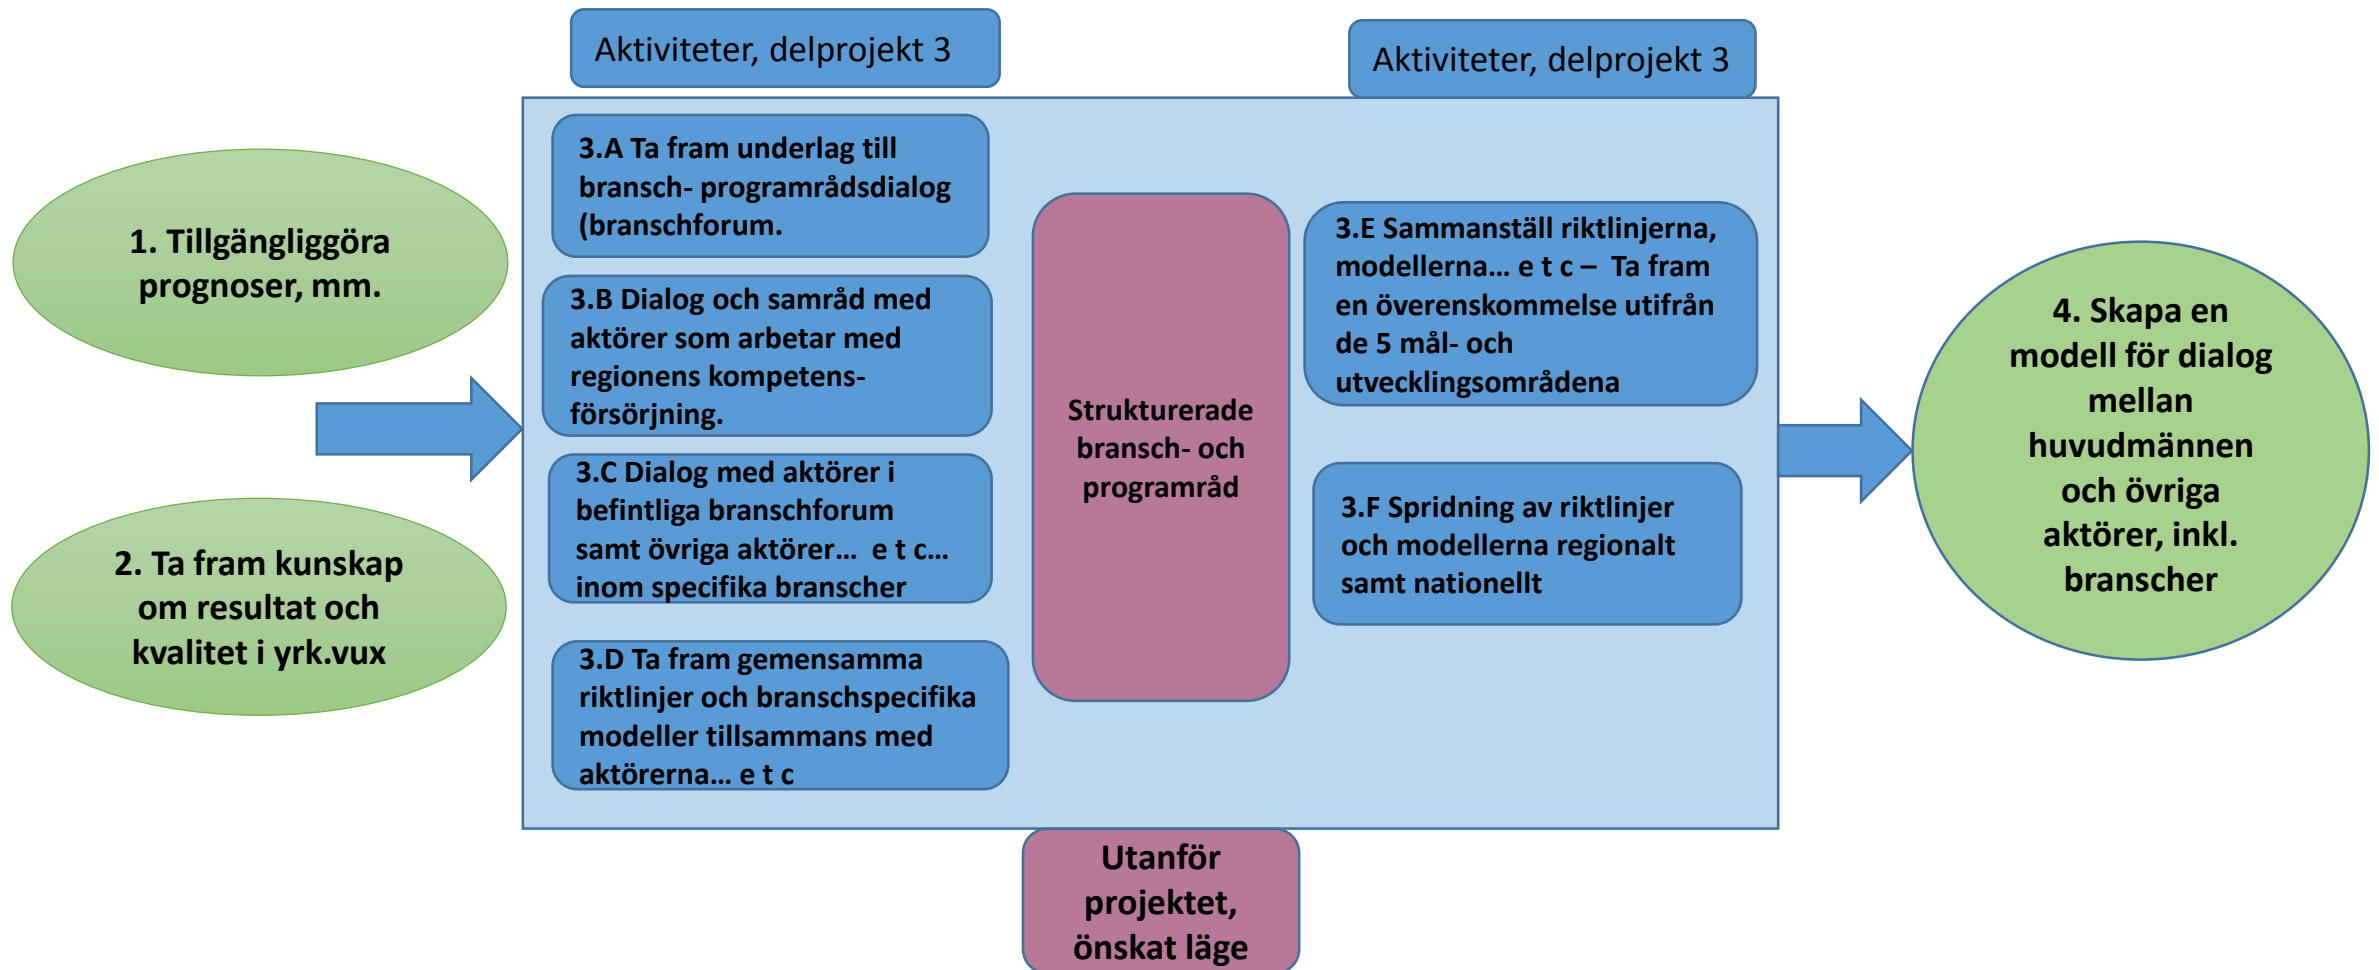 Aktiviteter, delprojekt 3
Aktiviteter, delprojekt 3
1. Tillgängliggöra
prognoser, mm.
2. Ta fram kunskap
om resultat och
kvalitet i yrk.vux
3.A Ta fram underlag till
bransch- programrådsdialog
(branschforum.
3.B Dialog och samråd med
aktörer som arbetar med
regionens kompetens-
försörjning.
3.C Dialog med aktörer i
befintliga branschforum
samt övriga aktörer… e t c…
inom specifika branscher
3.D Ta fram gemensamma
riktlinjer och branschspecifika
modeller tillsammans med
aktörerna… e t c
Strukturerade
bransch- och
programråd
3.E Sammanställ riktlinjerna,
modellerna… e t c – Ta fram
en överenskommelse utifrån
de 5 mål- och
utvecklingsområdena
3.F Spridning av riktlinjer
och modellerna regionalt
samt nationellt
4. Skapa en
modell för dialog
mellan
huvudmännen
och övriga
aktörer, inkl.
branscher
Utanför
projektet,
önskat läge